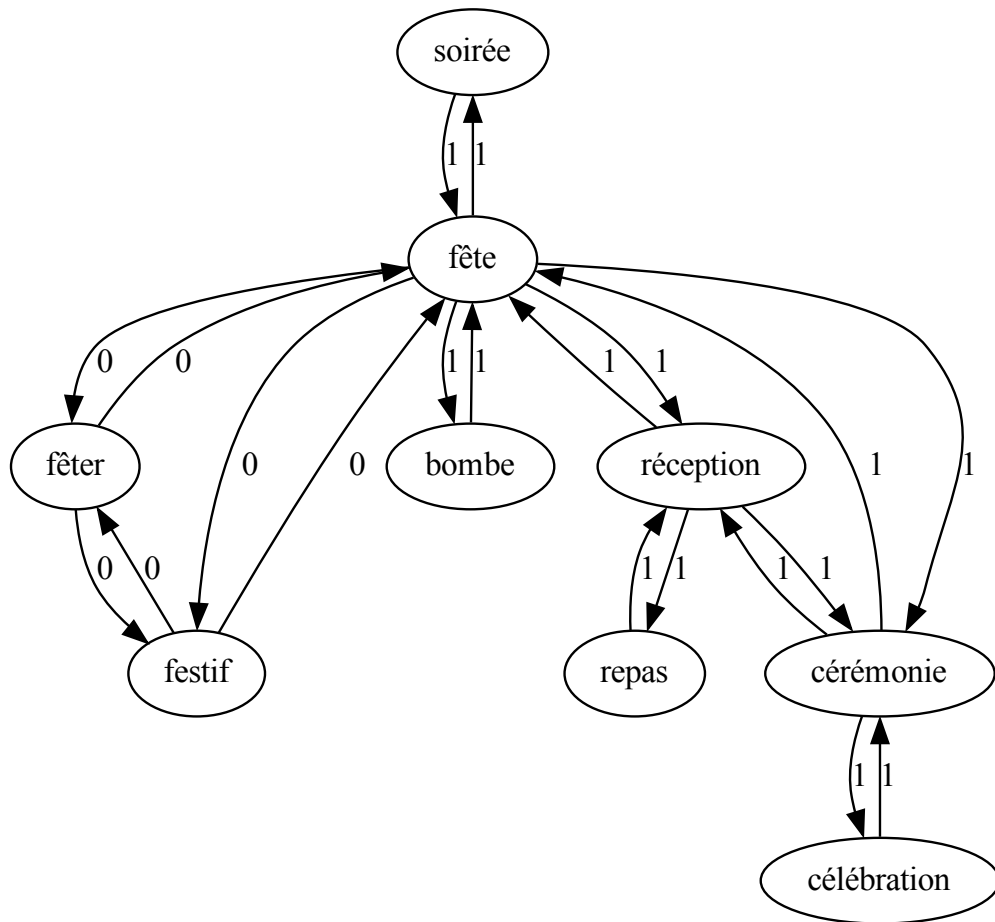 soirée
1 1
fête
0 0 0 0 1 1 1 1 1 1
fêter bombe réception
0 0 1 1 1 1
festif repas cérémonie
1 1
célébration